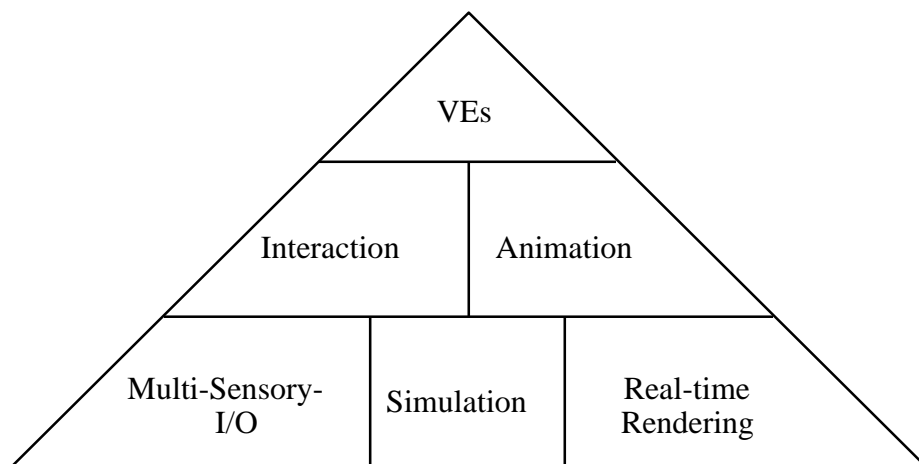 VEs
Interaction
Animation
Multi-Sensory-
I/O
Simulation
Real-time
Rendering